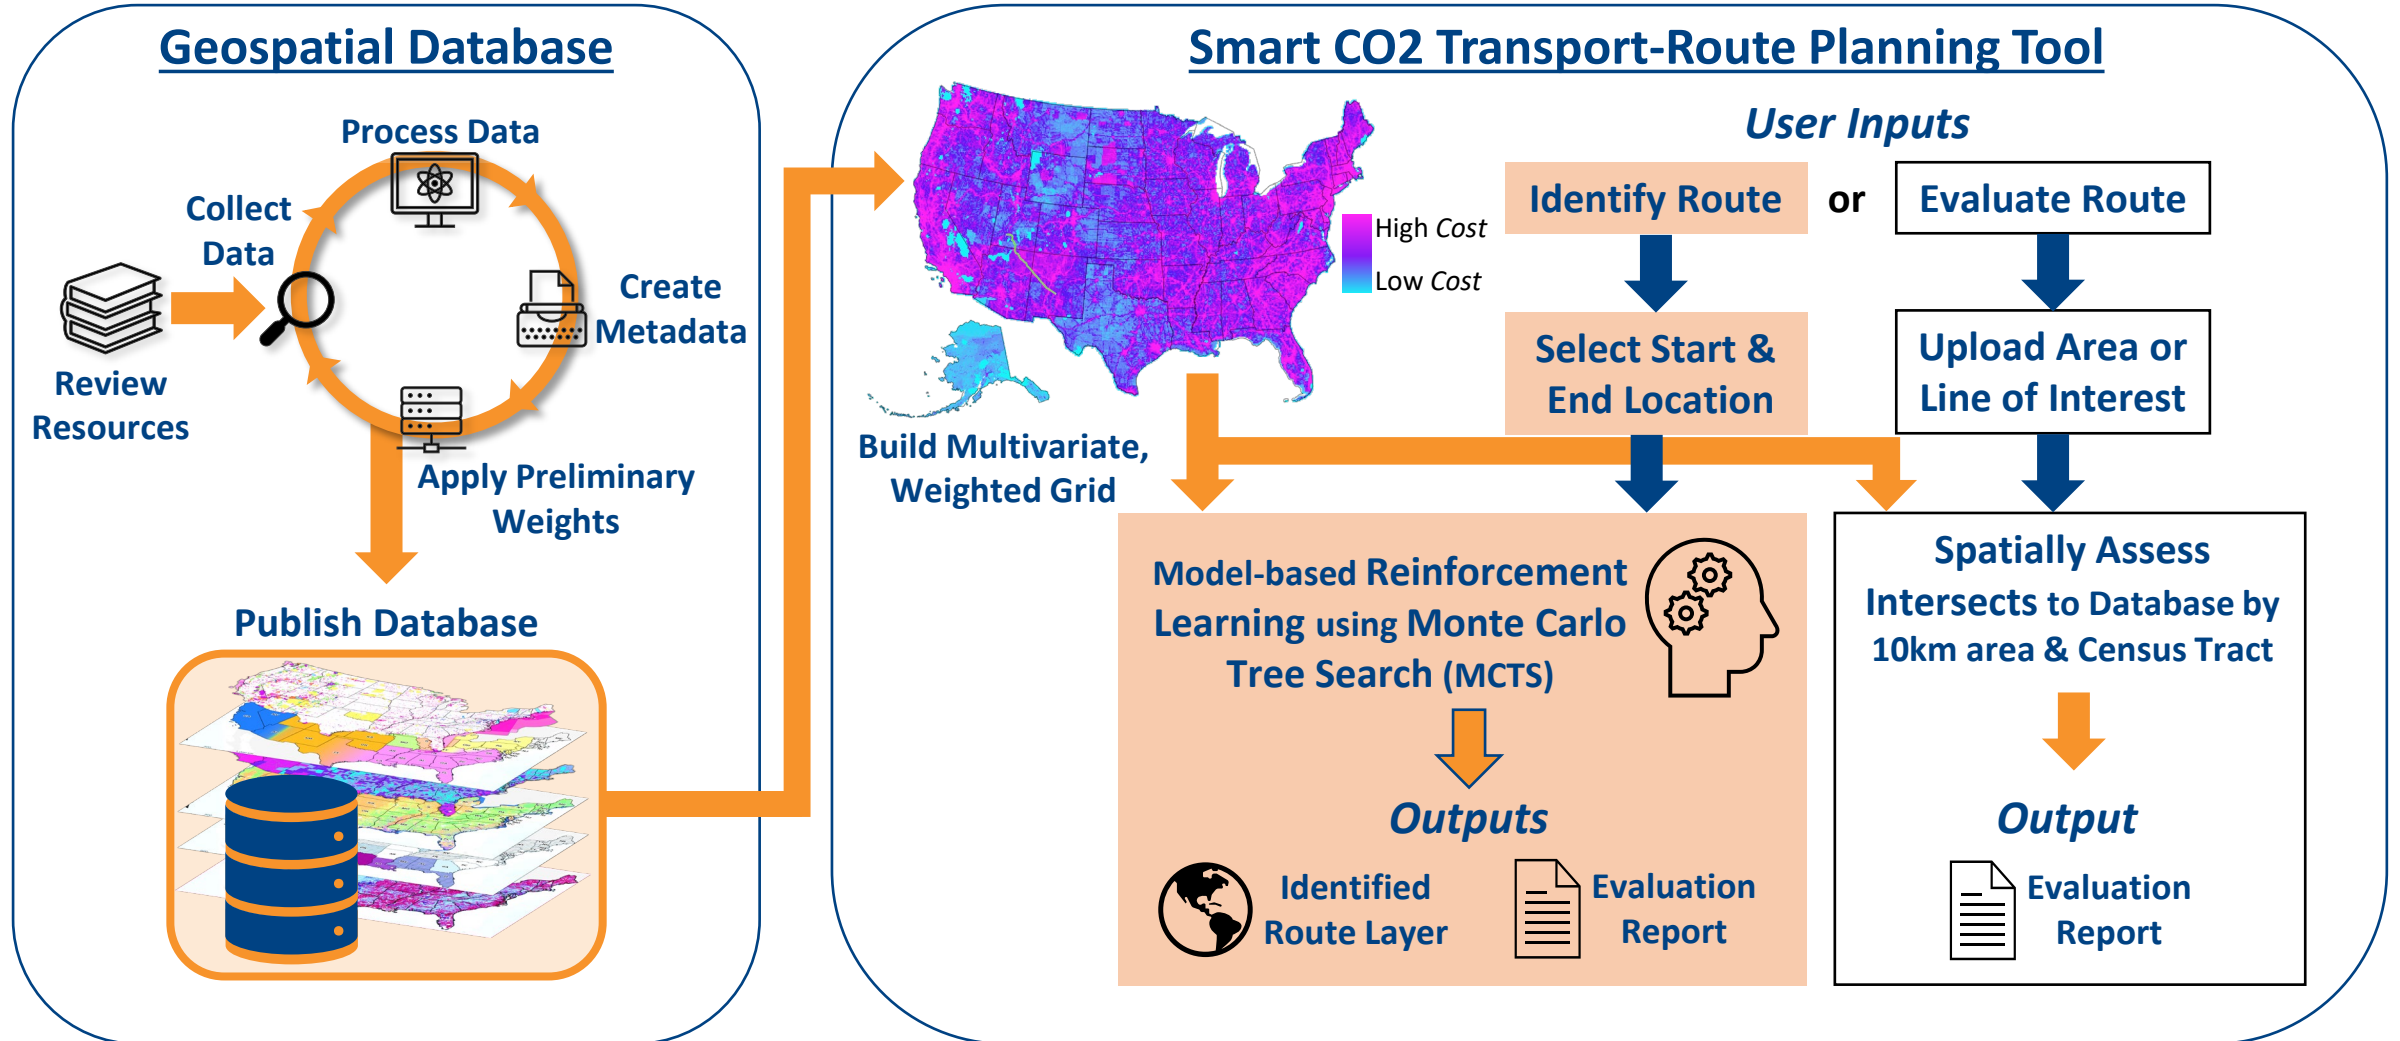 Geospatial Database
Process Data
Collect
Data
Create
Metadata
Review
Resources
Apply Preliminary
Weights
Publish Database
Smart CO2 Transport-Route Planning Tool
High Cost
Low Cost
Build Multivariate,
Weighted Grid
User Inputs
Identify Route
or
Evaluate Route
Select Start &
End Location
Upload Area or
Line of Interest
Model-based Reinforcement
Learning using Monte Carlo
Tree Search (MCTS)
Outputs
Identified
Route Layer
Evaluation
Report
Spatially Assess
Intersects to Database by
10km area & Census Tract
Output
Evaluation
Report